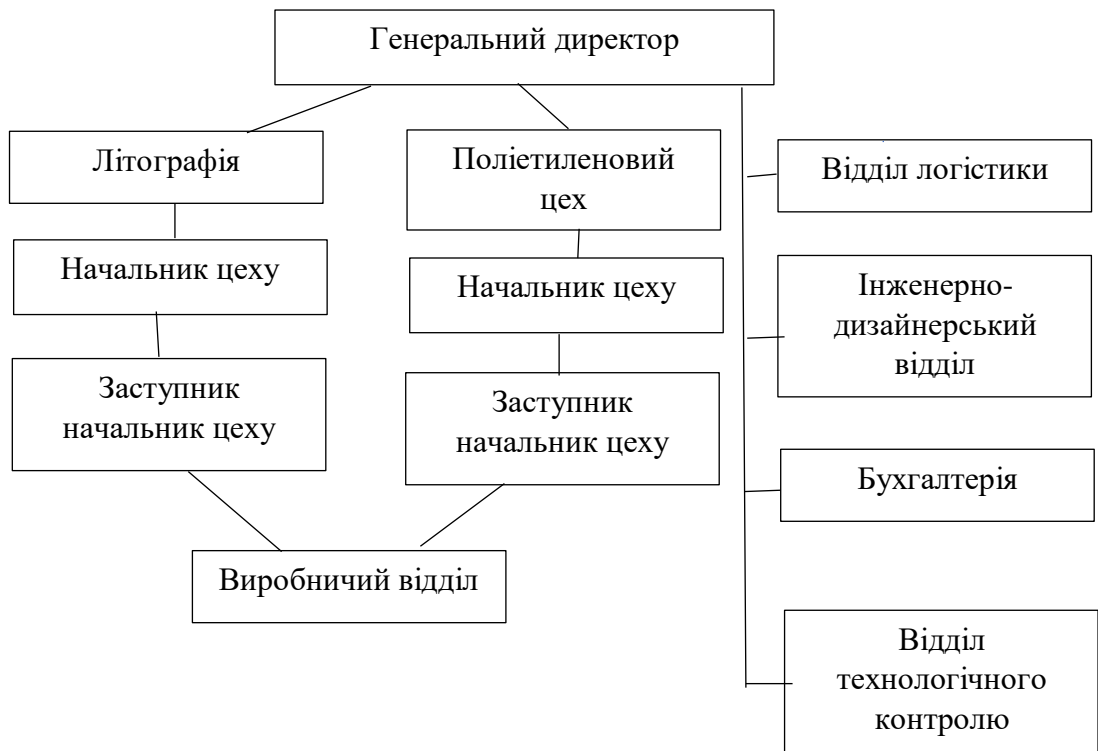 Генеральний директор
Літографія
Поліетиленовий
цех
Відділ логістики
Начальник цеху
Начальник цеху
Інженерно-
дизайнерський
відділ
Заступник
начальник цеху
Заступник
начальник цеху
Бухгалтерія
Виробничий відділ
Відділ
технологічного
контролю